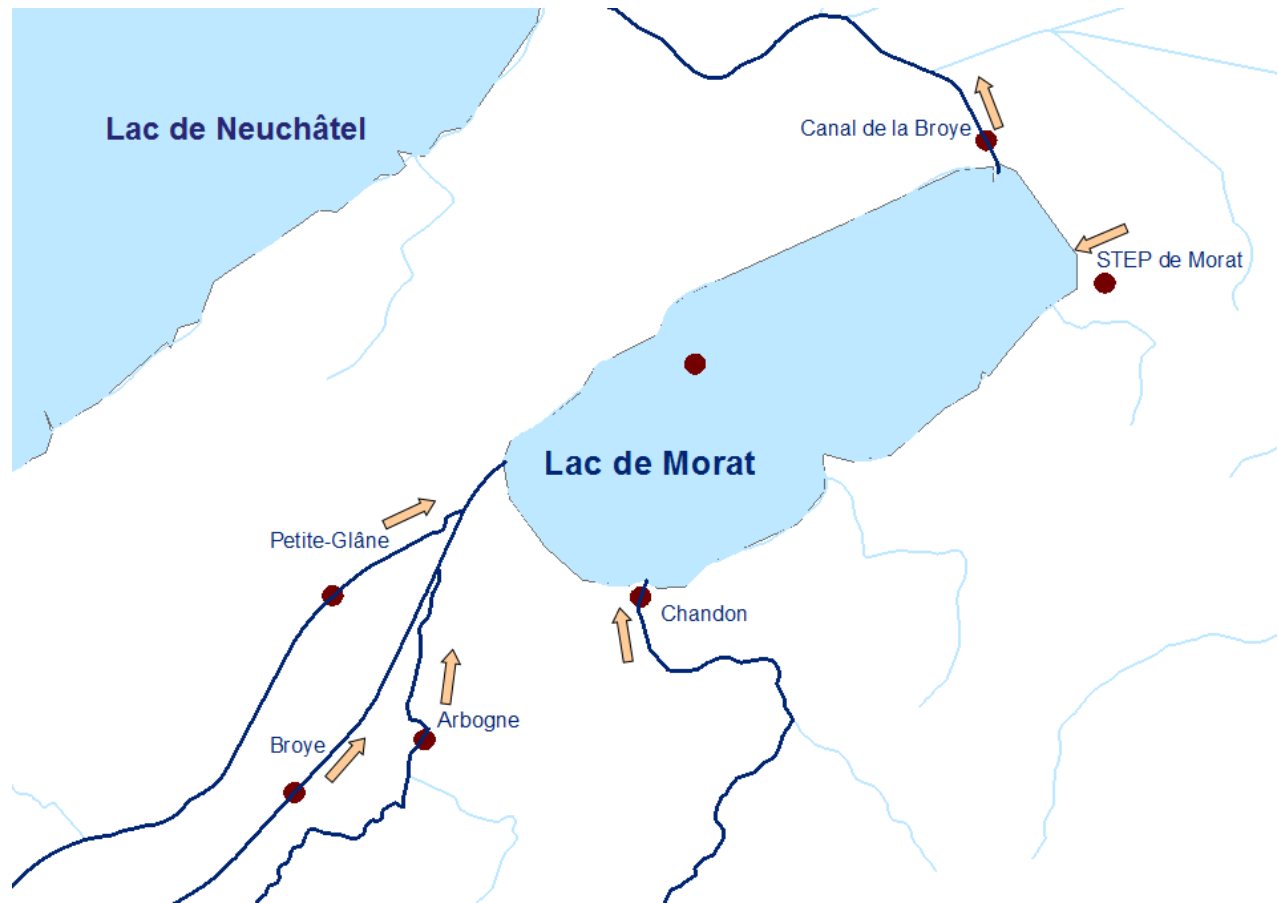 Lac de Neuchâtel
Canal de la Broye
STEP de Morat
Lac de Morat
Petite-Glâne
Chandon
Arbogne
Broye